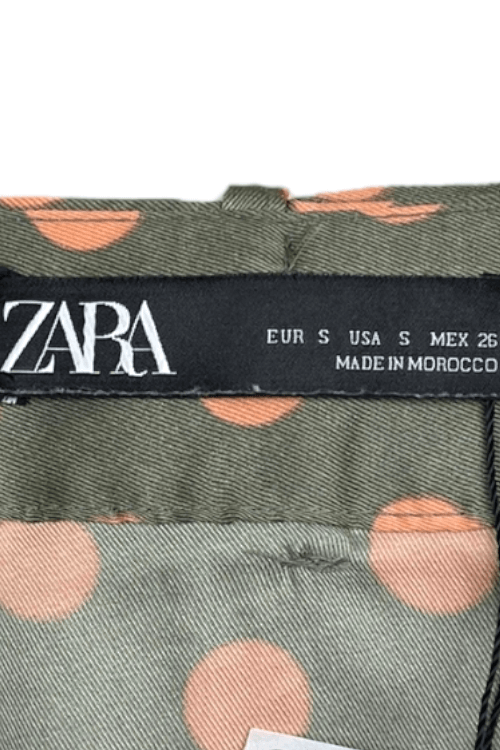 ZARA
EUR S USA S MEX 26
MADE IN MOROCCO